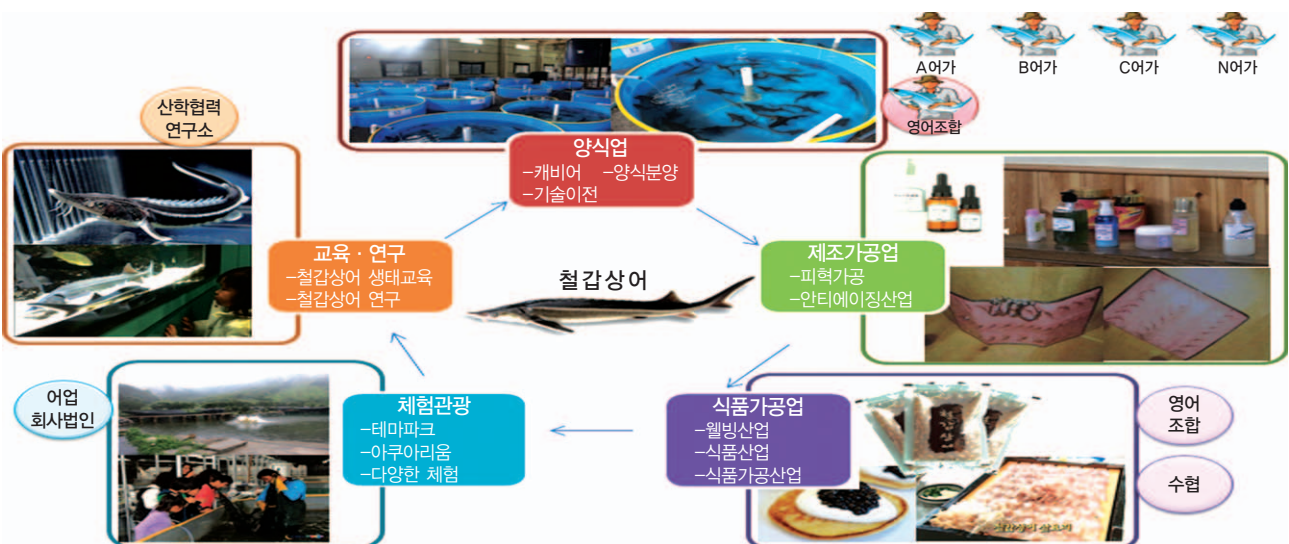 A어가
B어가
C어가
N어가
영어조합
산학협력
연구소
양식업
–캐비어 –양식분양
–기술이전
교육 · 연구
–철갑상어 생태교육
–철갑상어 연구
철갑상어
제조가공업
–피혁가공
–안티에이징산업
어업
회사법인
체험관광
–테마파크
–아쿠아리움
–다양한 체험
식품가공업
–웰빙산업
–식품산업
–식품가공산업
영어
조합
수협
철갑상어